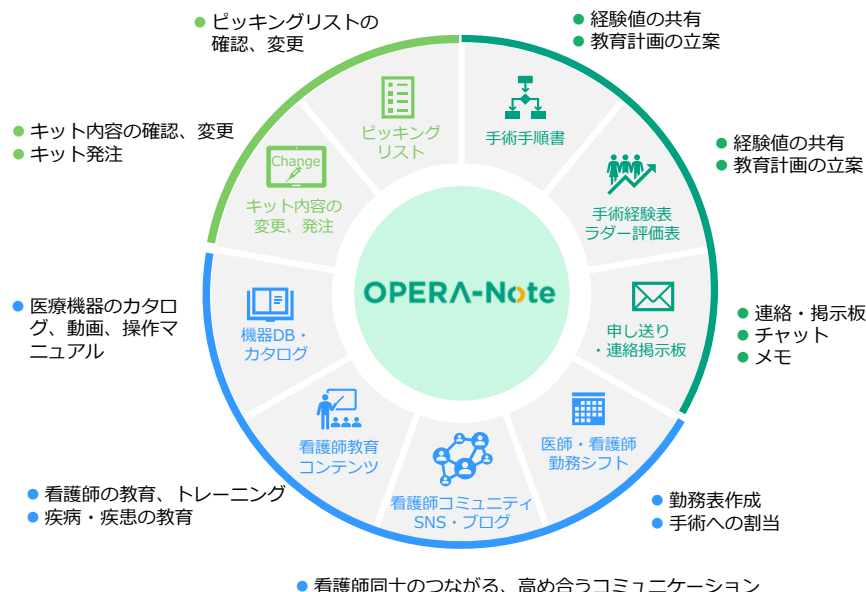 ● ピッキングリストの
確認、変更
● 経験値の共有
● 教育計画の立案
● キット内容の確認、変更
● キット発注
● 経験値の共有
● 教育計画の立案
ピッキング
リスト
手術手順書
Change
キット内容の
変更、発注
手術経験表
ラダー評価表
OPERA-Note
● 医療機器のカタロ
グ、動画、操作マ
ニュアル
機器DB・
カタログ
申し送り
・連絡掲示板
● 連絡・掲示板
● チャット
● メモ
看護師教育
コンテンツ
医師・看護師
勤務シフト
看護師コミュニティ
SNS・ブログ
● 看護師の教育、トレーニング
● 疾病・疾患の教育
● 勤務表作成
● 手術への割当
● 看護師同士のつながる、高め合うコミュニケーション